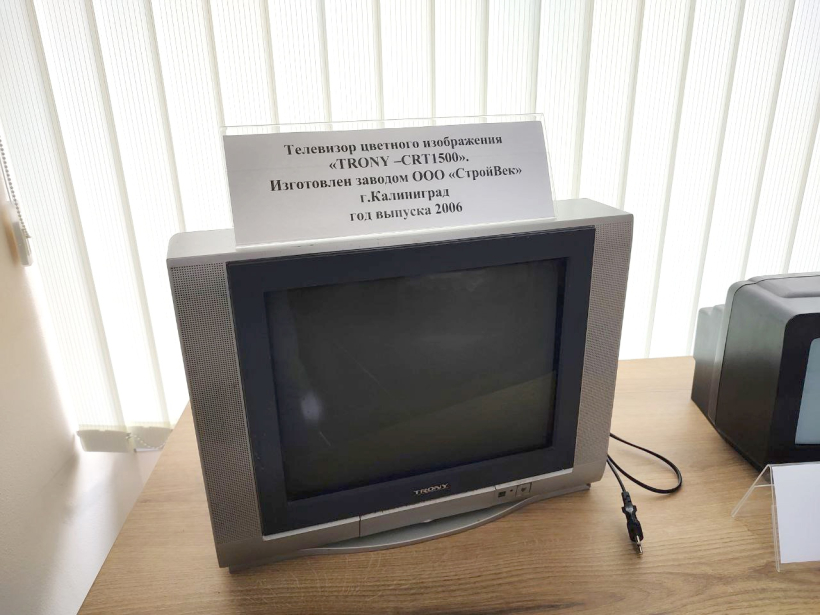 Телевизор цветного изображения
«TRONY –CRT1500».
Изготовлен заводом ООО «СтройВек»
г.Калининград
год выпуска 2006
TRONY